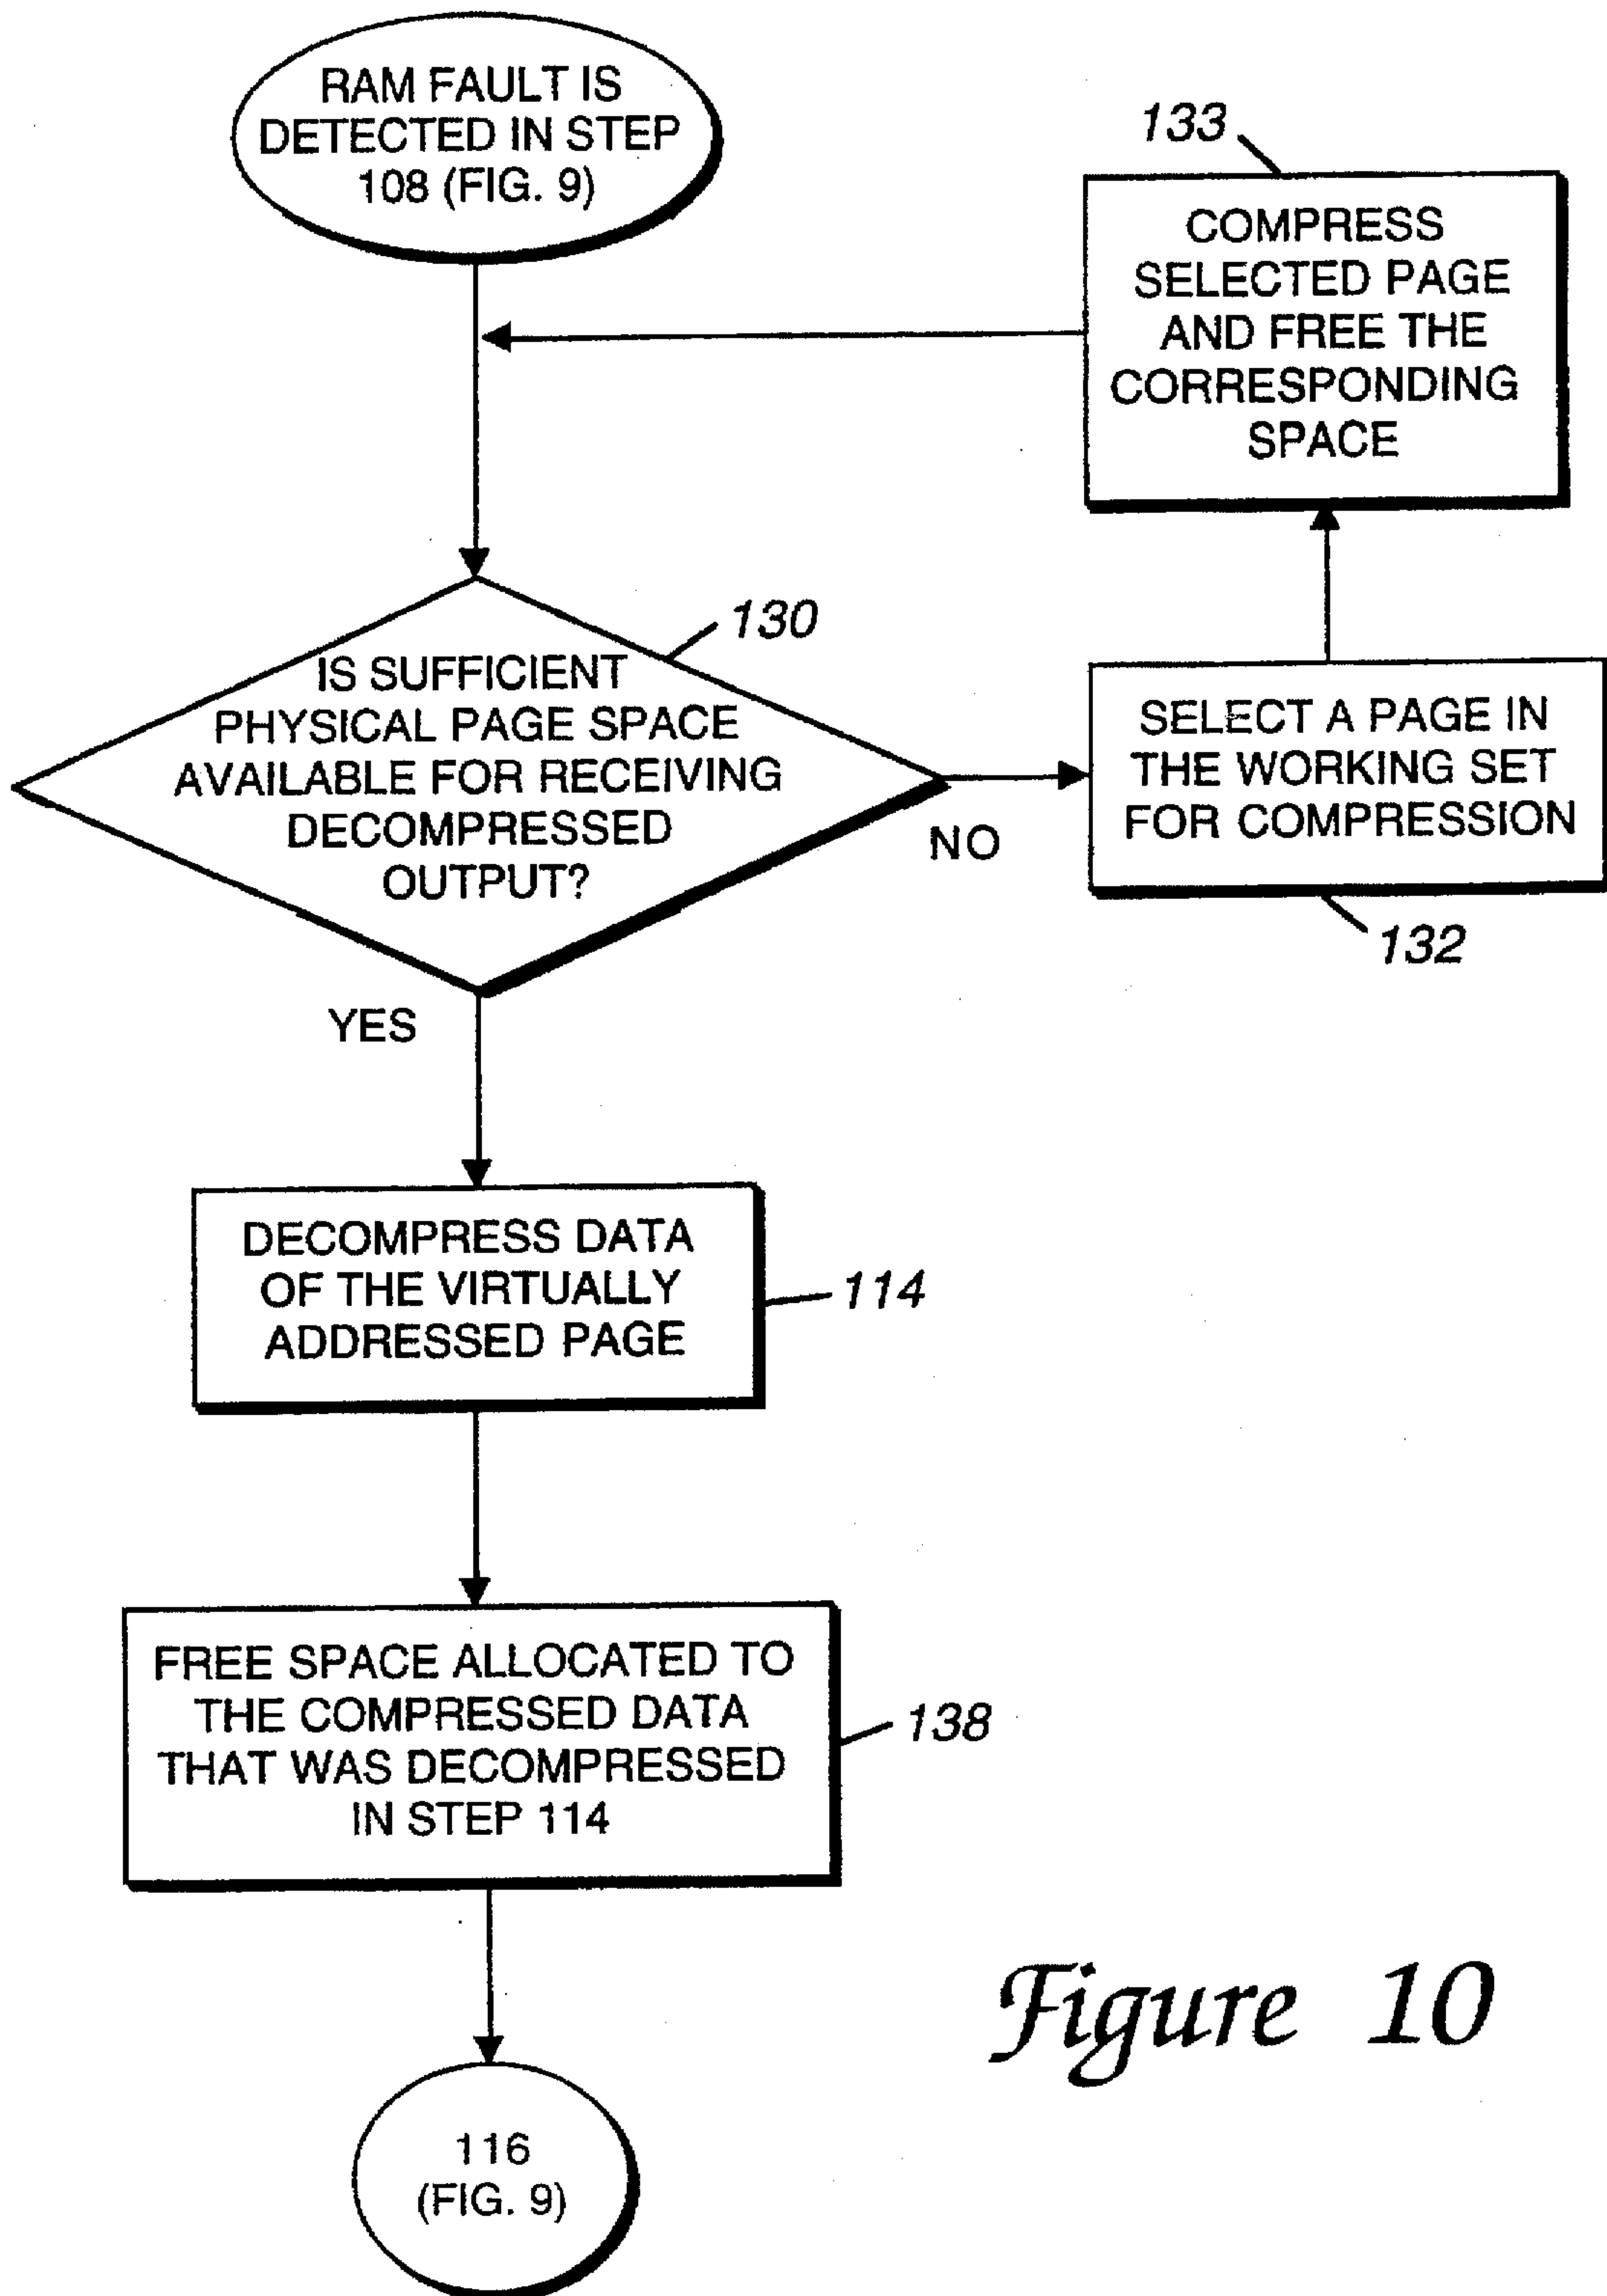 RAM FAULT IS
DETECTED IN STEP
108 (FIG. 9)
133
COMPRESS
SELECTED PAGE
AND FREE THE
CORRESPONDING
SPACE
130
IS SUFFICIENT
PHYSICAL PAGE SPACE
AVAILABLE FOR RECEIVING
DECOMPRESSED
OUTPUT?
NO
SELECT A PAGE IN
THE WORKING SET
FOR COMPRESSION
132
YES
DECOMPRESS DATA
OF THE VIRTUALLY
ADDRESSED PAGE
114
FREE SPACE ALLOCATED TO
THE COMPRESSED DATA
THAT WAS DECOMPRESSED
IN STEP 114
138
116
(FIG. 9)
Figure 10